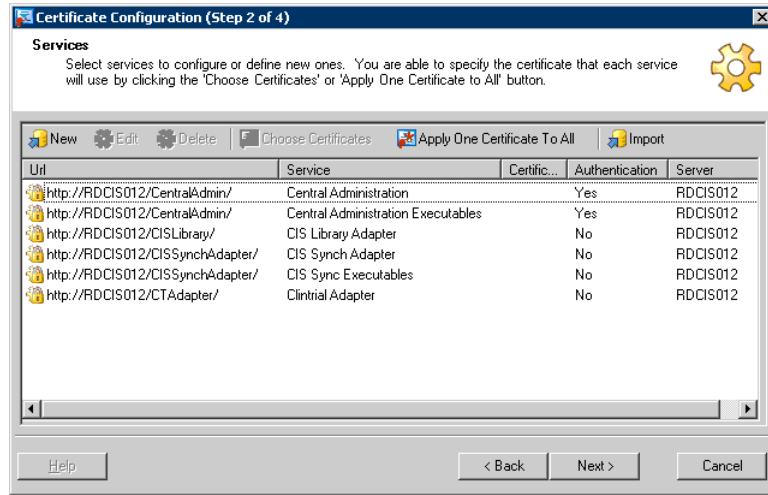 Certificate Configuration (Step 2 of 4)
Services
Select services to configure or define new ones. You are able to specify the certificate that each service
will use by clicking the 'Choose Certificates' or 'Apply One Certificate to All' button.
New Edit Delete Choose Certificates Apply One Certificate To All Import
Url Service Certific... Authentication Server
http://RDCIS012/CentralAdmin/ Central Administration Yes RDCIS012
http://RDCIS012/CentralAdmin/ Central Administration Executables Yes RDCIS012
http://RDCIS012/CISLibrary/ CIS Library Adapter No RDCIS012
http://RDCIS012/CISSynchAdapter/ CIS Synch Adapter No RDCIS012
http://RDCIS012/CISSynchAdapter/ CIS Sync Executables No RDCIS012
http://RDCIS012/CTAdapter/ Clintrial Adapter No RDCIS012
Help < Back Next > Cancel